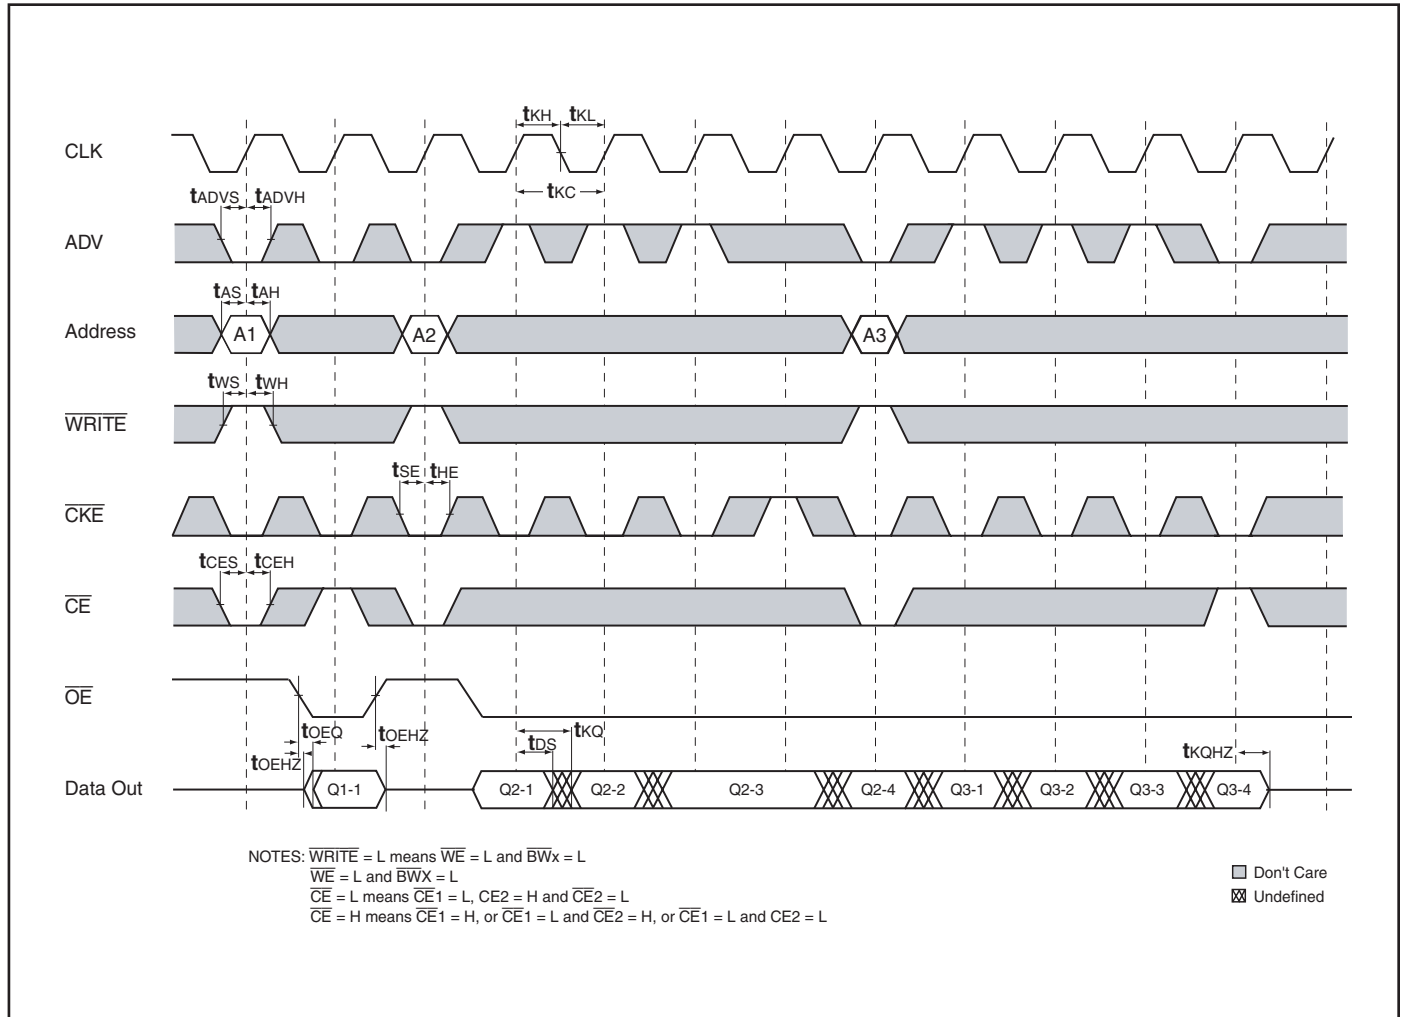 tKH tKL
CLK
tKC
tADVS tADVH
ADV
tAS tAH
Address
A1 A2 A3
tWS tWH
WRITE
tSE tHE
CKE
tCES tCEH
CE
OE
tOEQ tOEHZ tKQ
tDS
tOEHZ tKQHZ
Data Out
Q1-1 Q2-1 Q2-2 Q2-3 Q2-4 Q3-1 Q3-2 Q3-3 Q3-4
NOTES: WRITE = L means WE = L and BWx = L
WE = L and BWX = L
CE = L means CE1 = L, CE2 = H and CE2 = L
CE = H means CE1 = H, or CE1 = L and CE2 = H, or CE1 = L and CE2 = L
Don't Care
Undefined